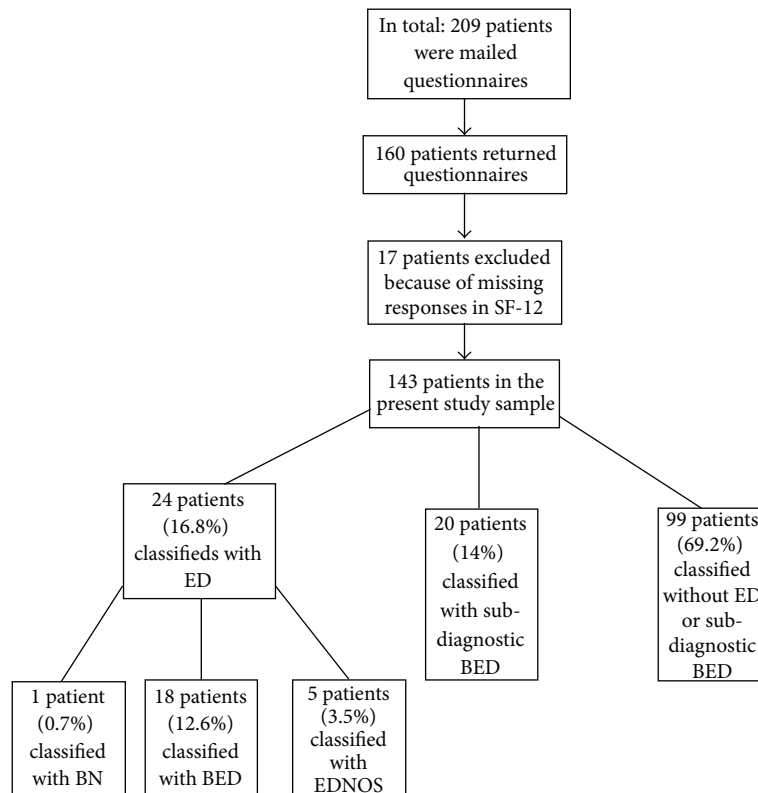 In total: 209 patients
were mailed
questionnaires
160 patients returned
questionnaires
17 patients excluded
because of missing
responses in SF-12
143 patients in the
present study sample
24 patients
(16.8%)
classifieds with
ED
20 patients
(14%)
classified
with sub-
diagnostic
BED
99 patients
(69.2%)
classified
without ED
or sub-
diagnostic
BED
1 patient
(0.7%)
classified
with BN
18 patients
(12.6%)
classified
with BED
5 patients
(3.5%)
classified
with
EDNOS